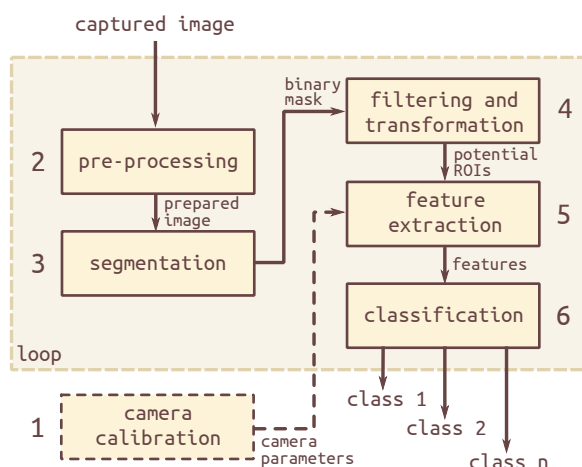 captured image
2
pre-processing
prepared
image
3
segmentation
binary
mask
filtering and
transformation
4
potential
ROIs
feature
extraction
5
features
classification
6
loop
1
camera
calibration
camera
parameters
class 1
class 2
class n